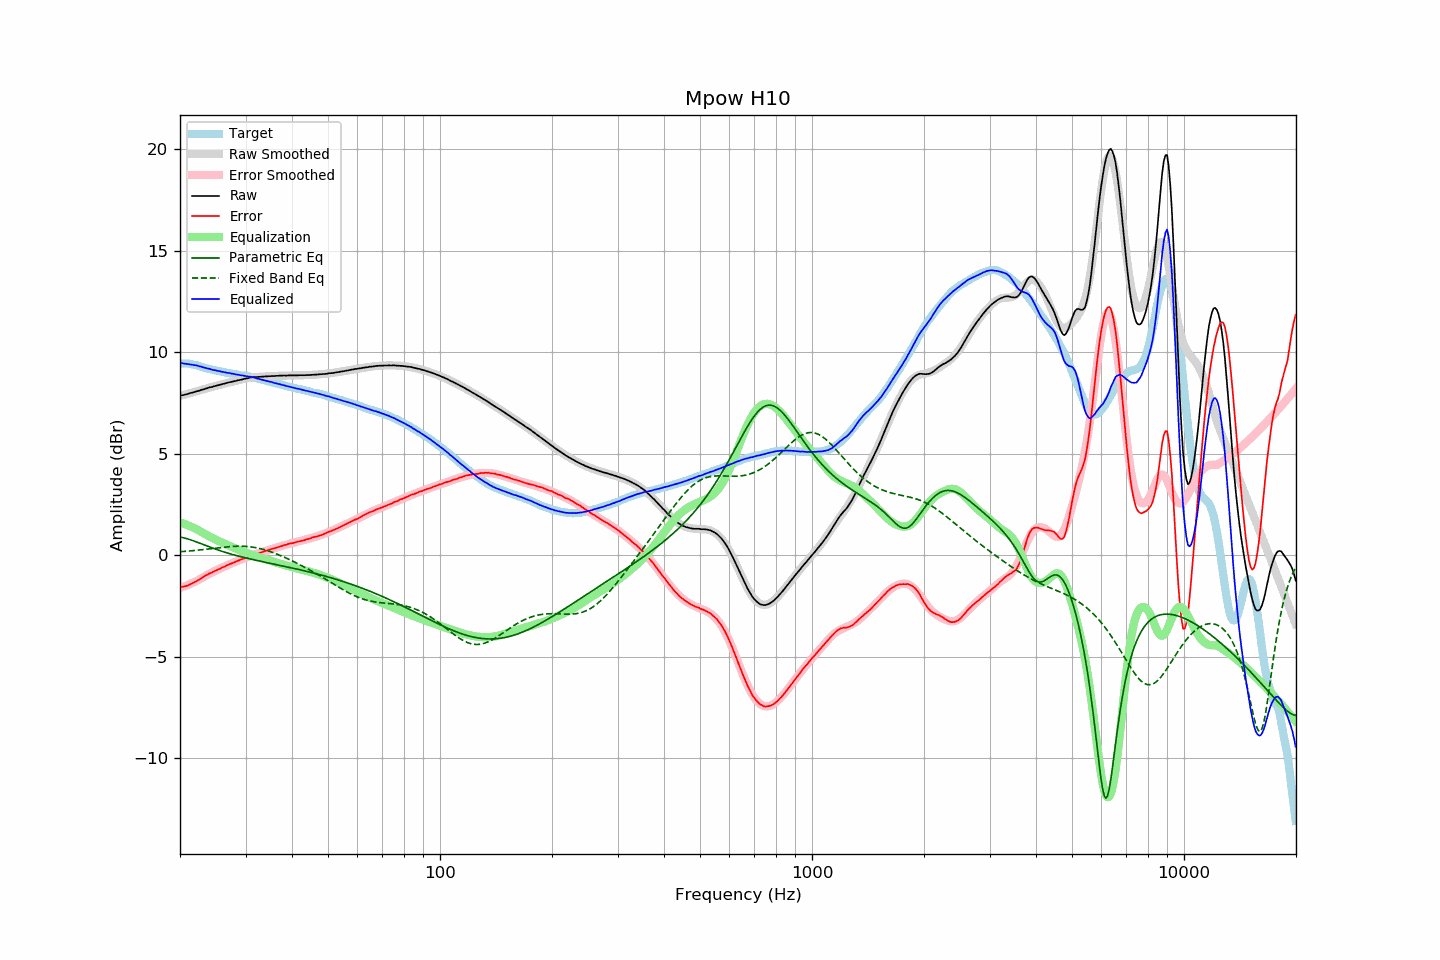 Mpow H10
Target
Raw Smoothed
Error Smoothed
Raw
Error
Equalization
Parametric Eq
Fixed Band Eq
Equalized
20
15
10
5
0
−5
−10
Amplitude (dBr)
100
1000
10000
Frequency (Hz)